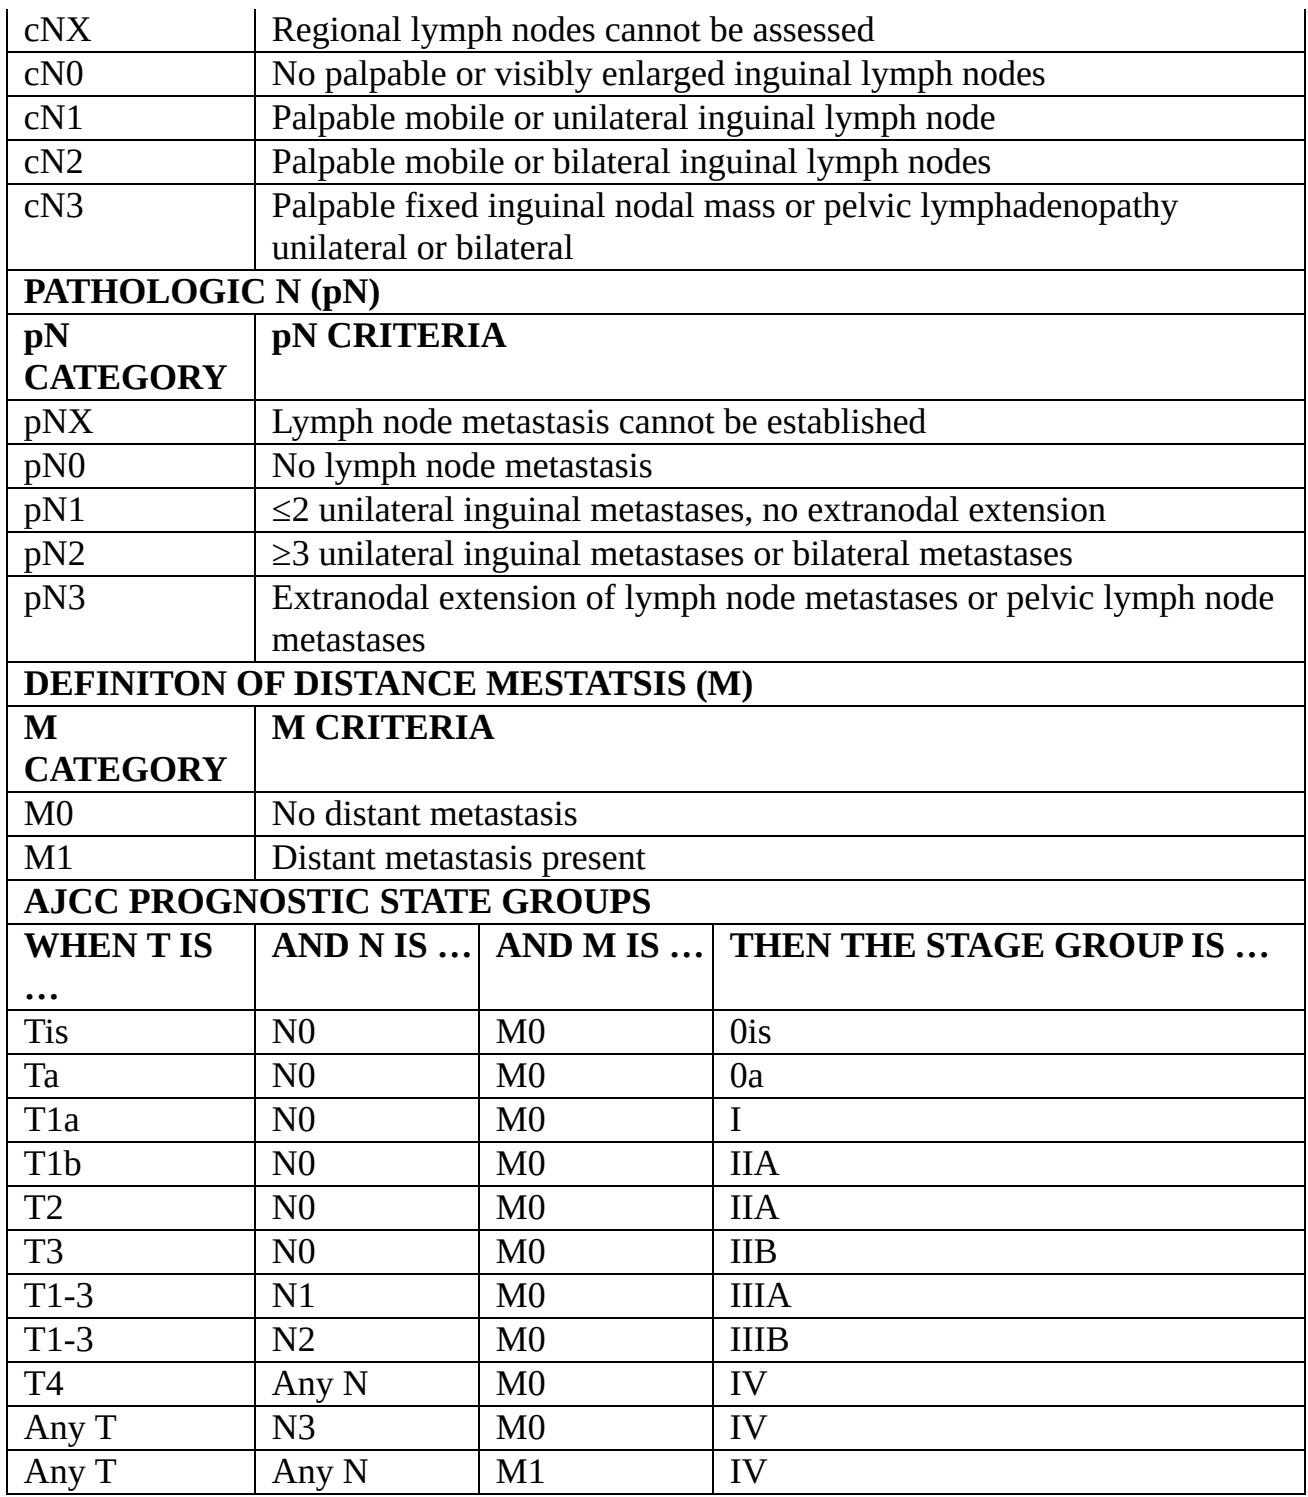 cNX Regional lymph nodes cannot be assessed
cN0 No palpable or visibly enlarged inguinal lymph nodes
cN1 Palpable mobile or unilateral inguinal lymph node
cN2 Palpable mobile or bilateral inguinal lymph nodes
cN3 Palpable fixed inguinal nodal mass or pelvic lymphadenopathy
unilateral or bilateral
PATHOLOGIC N (pN)
pN pN CRITERIA
CATEGORY
pNX Lymph node metastasis cannot be established
pN0 No lymph node metastasis
pN1 ≤2 unilateral inguinal metastases, no extranodal extension
pN2 ≥3 unilateral inguinal metastases or bilateral metastases
pN3 Extranodal extension of lymph node metastases or pelvic lymph node
metastases
DEFINITON OF DISTANCE MESTATSIS (M)
M M CRITERIA
CATEGORY
M0 No distant metastasis
M1 Distant metastasis present
AJCC PROGNOSTIC STATE GROUPS
WHEN T IS AND N IS … AND M IS … THEN THE STAGE GROUP IS …
…
Tis N0 M0 0is
Ta N0 M0 0a
T1a N0 M0 I
T1b N0 M0 IIA
T2 N0 M0 IIA
T3 N0 M0 IIB
T1-3 N1 M0 IIIA
T1-3 N2 M0 IIIB
T4 Any N M0 IV
Any T N3 M0 IV
Any T Any N M1 IV